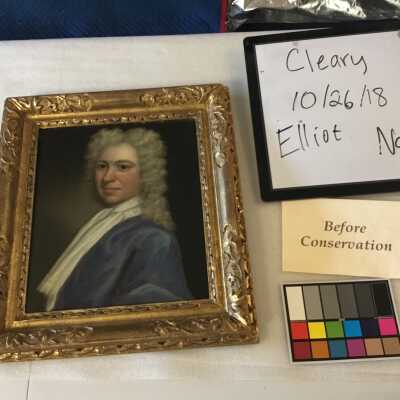 Cleary
10/26/18
Elliot
Before
Conservation